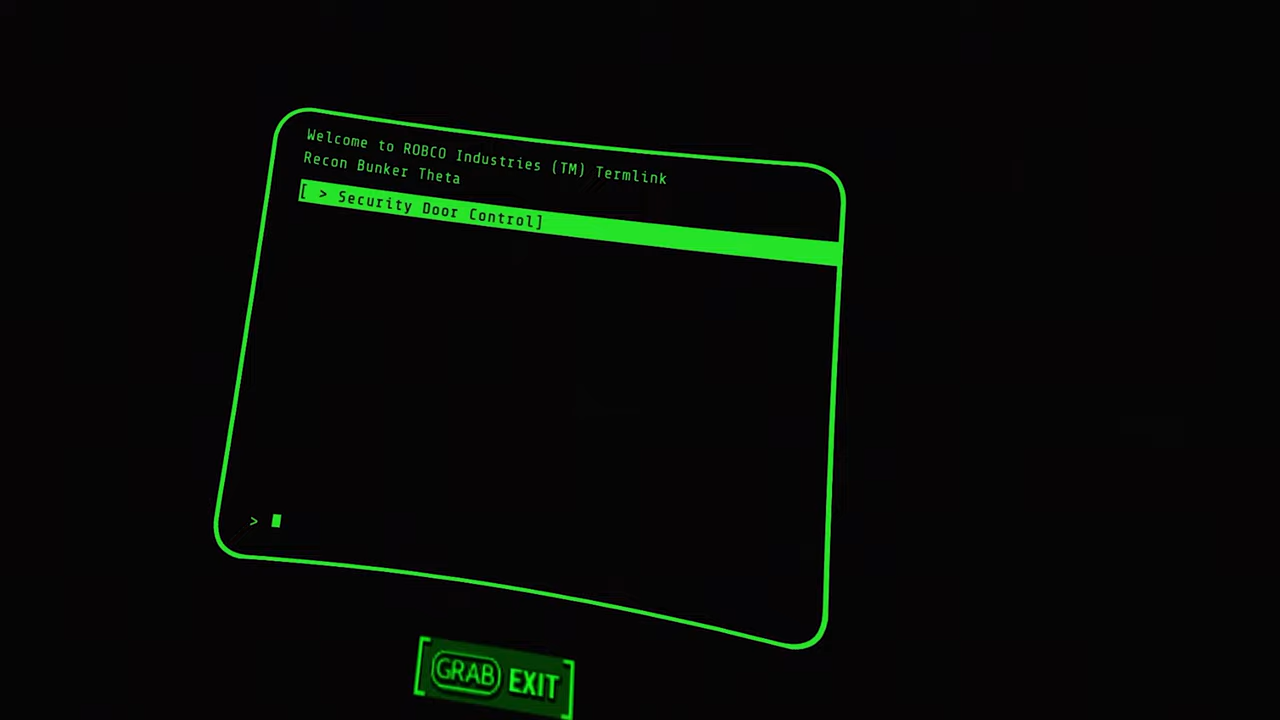 Welcome to ROBCO Industries (TM) Termlink
Recon Bunker Theta
[ > Security Door Control]
>
GRAB EXIT